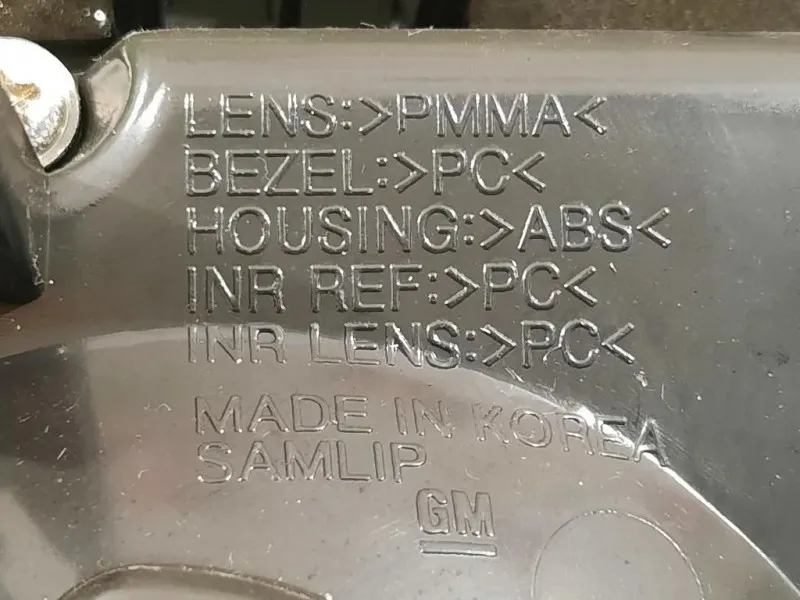 LENS:>PMMA<
BEZEL:>PC<
HOUSING:>ABS<
INR REF:>PC<
INR LENS:>PC<
MADE IN KOREA
SAMLIP
GM